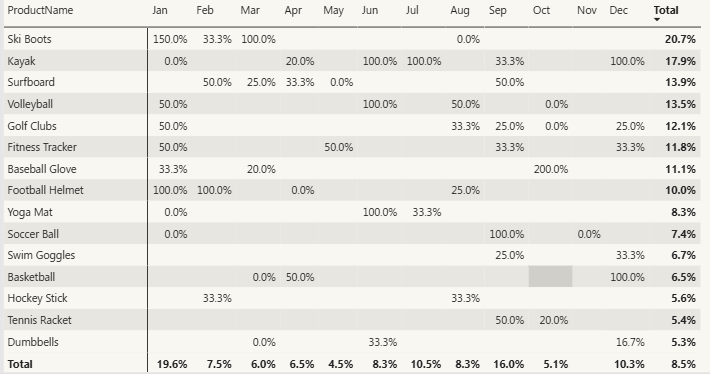 ProductName Jan Feb Mar Apr May Jun Jul Aug Sep Oct Nov Dec Total
Ski Boots 150.0% 33.3% 100.0% 0.0% 20.7%
Kayak 0.0% 20.0% 100.0% 100.0% 33.3% 100.0% 17.9%
Surfboard 50.0% 25.0% 33.3% 0.0% 50.0% 13.9%
Volleyball 50.0% 100.0% 50.0% 0.0% 13.5%
Golf Clubs 50.0% 33.3% 25.0% 0.0% 25.0% 12.1%
Fitness Tracker 50.0% 50.0% 33.3% 33.3% 11.8%
Baseball Glove 33.3% 20.0% 200.0% 11.1%
Football Helmet 100.0% 100.0% 0.0% 25.0% 10.0%
Yoga Mat 0.0% 100.0% 33.3% 8.3%
Soccer Ball 0.0% 100.0% 0.0% 7.4%
Swim Goggles 25.0% 33.3% 6.7%
Basketball 0.0% 50.0% 100.0% 6.5%
Hockey Stick 33.3% 33.3% 5.6%
Tennis Racket 50.0% 20.0% 5.4%
Dumbbells 0.0% 33.3% 16.7% 5.3%
Total 19.6% 7.5% 6.0% 6.5% 4.5% 8.3% 10.5% 8.3% 16.0% 5.1% 10.3% 8.5%